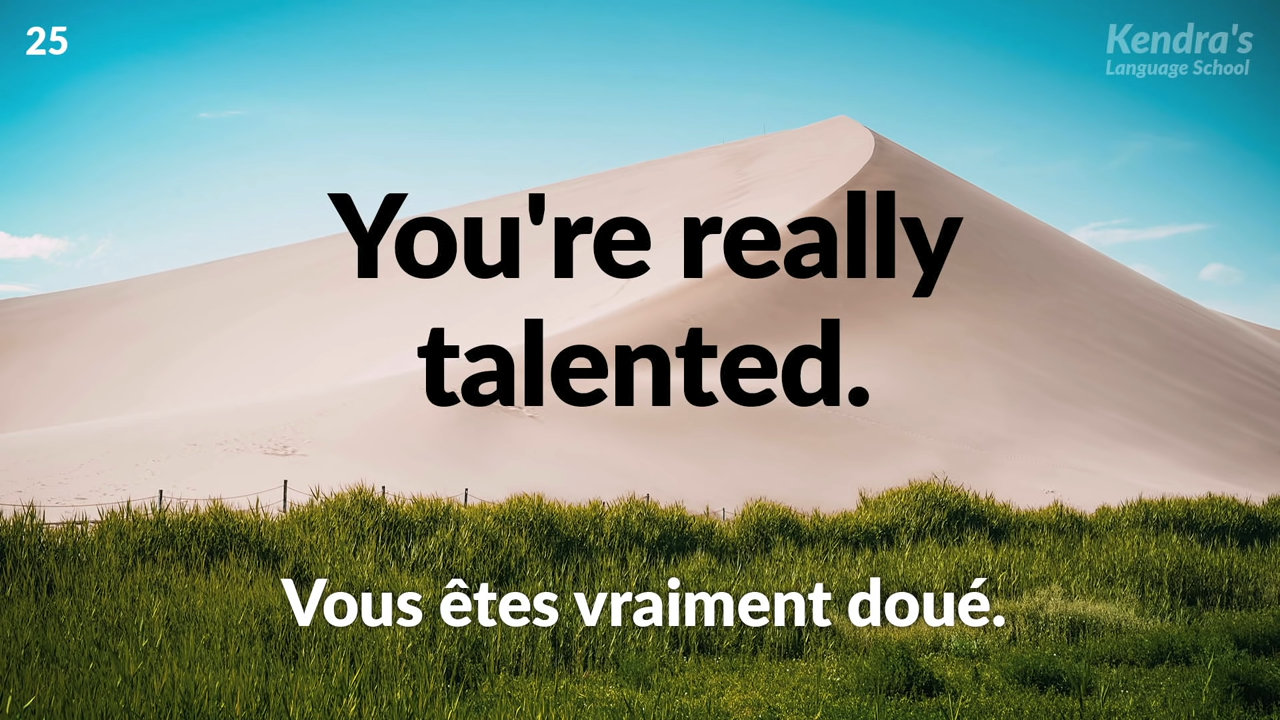 25
Kendra's
Language School
You're really
talented.
Vous êtes vraiment doué.